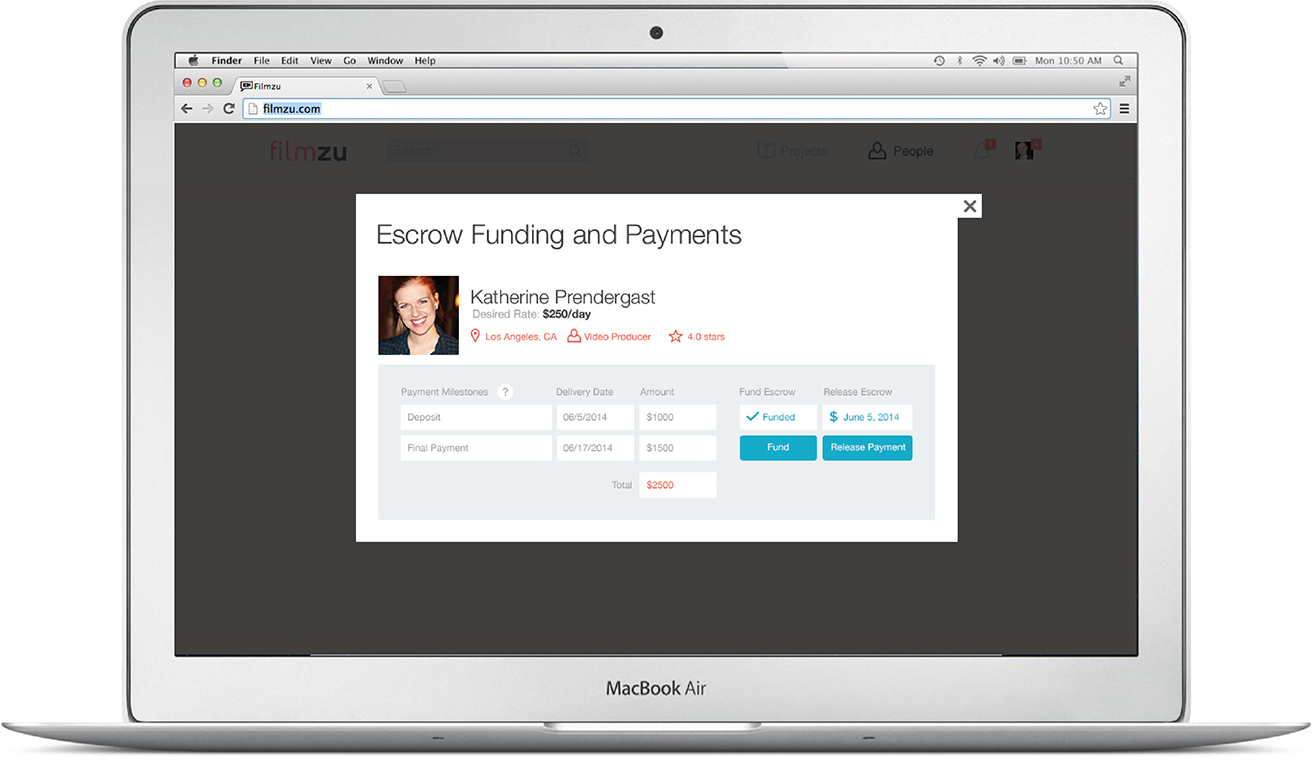 Finder File Edit View Go Window Help Mon 10:50 AM
Filmzu
filmzu.com
filmzu Search Projects People
Escrow Funding and Payments
Katherine Prendergast
Desired Rate: $250/day
Los Angeles, CA Video Producer 4.0 stars
Payment Milestones ? Delivery Date Amount Fund Escrow Release Escrow
Deposit 06/5/2014 $1000 Funded $ June 5, 2014
Final Payment 06/17/2014 $1500 Fund Release Payment
Total $2500
MacBook Air